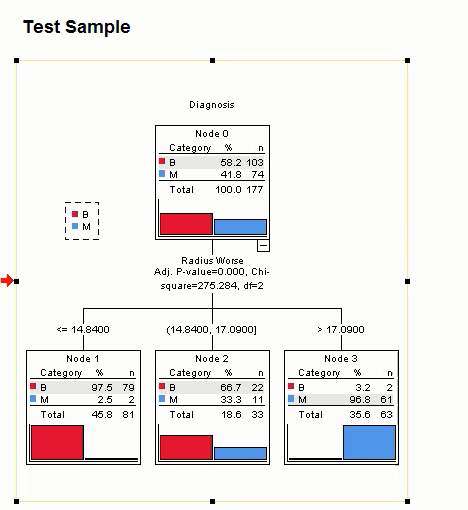 Test Sample
Diagnosis
Node 0
Category % n
B 58.2 103
M 41.8 74
Total 100.0 177
B
M
Radius Worse
Adj. P-value=0.000, Chi-
square=275.284, df=2
<= 14.8400 (14.8400, 17.0900] > 17.0900
Node 1
Category % n
B 97.5 79
M 2.5 2
Total 45.8 81
Node 2
Category % n
B 66.7 22
M 33.3 11
Total 18.6 33
Node 3
Category % n
B 3.2 2
M 96.8 61
Total 35.6 63